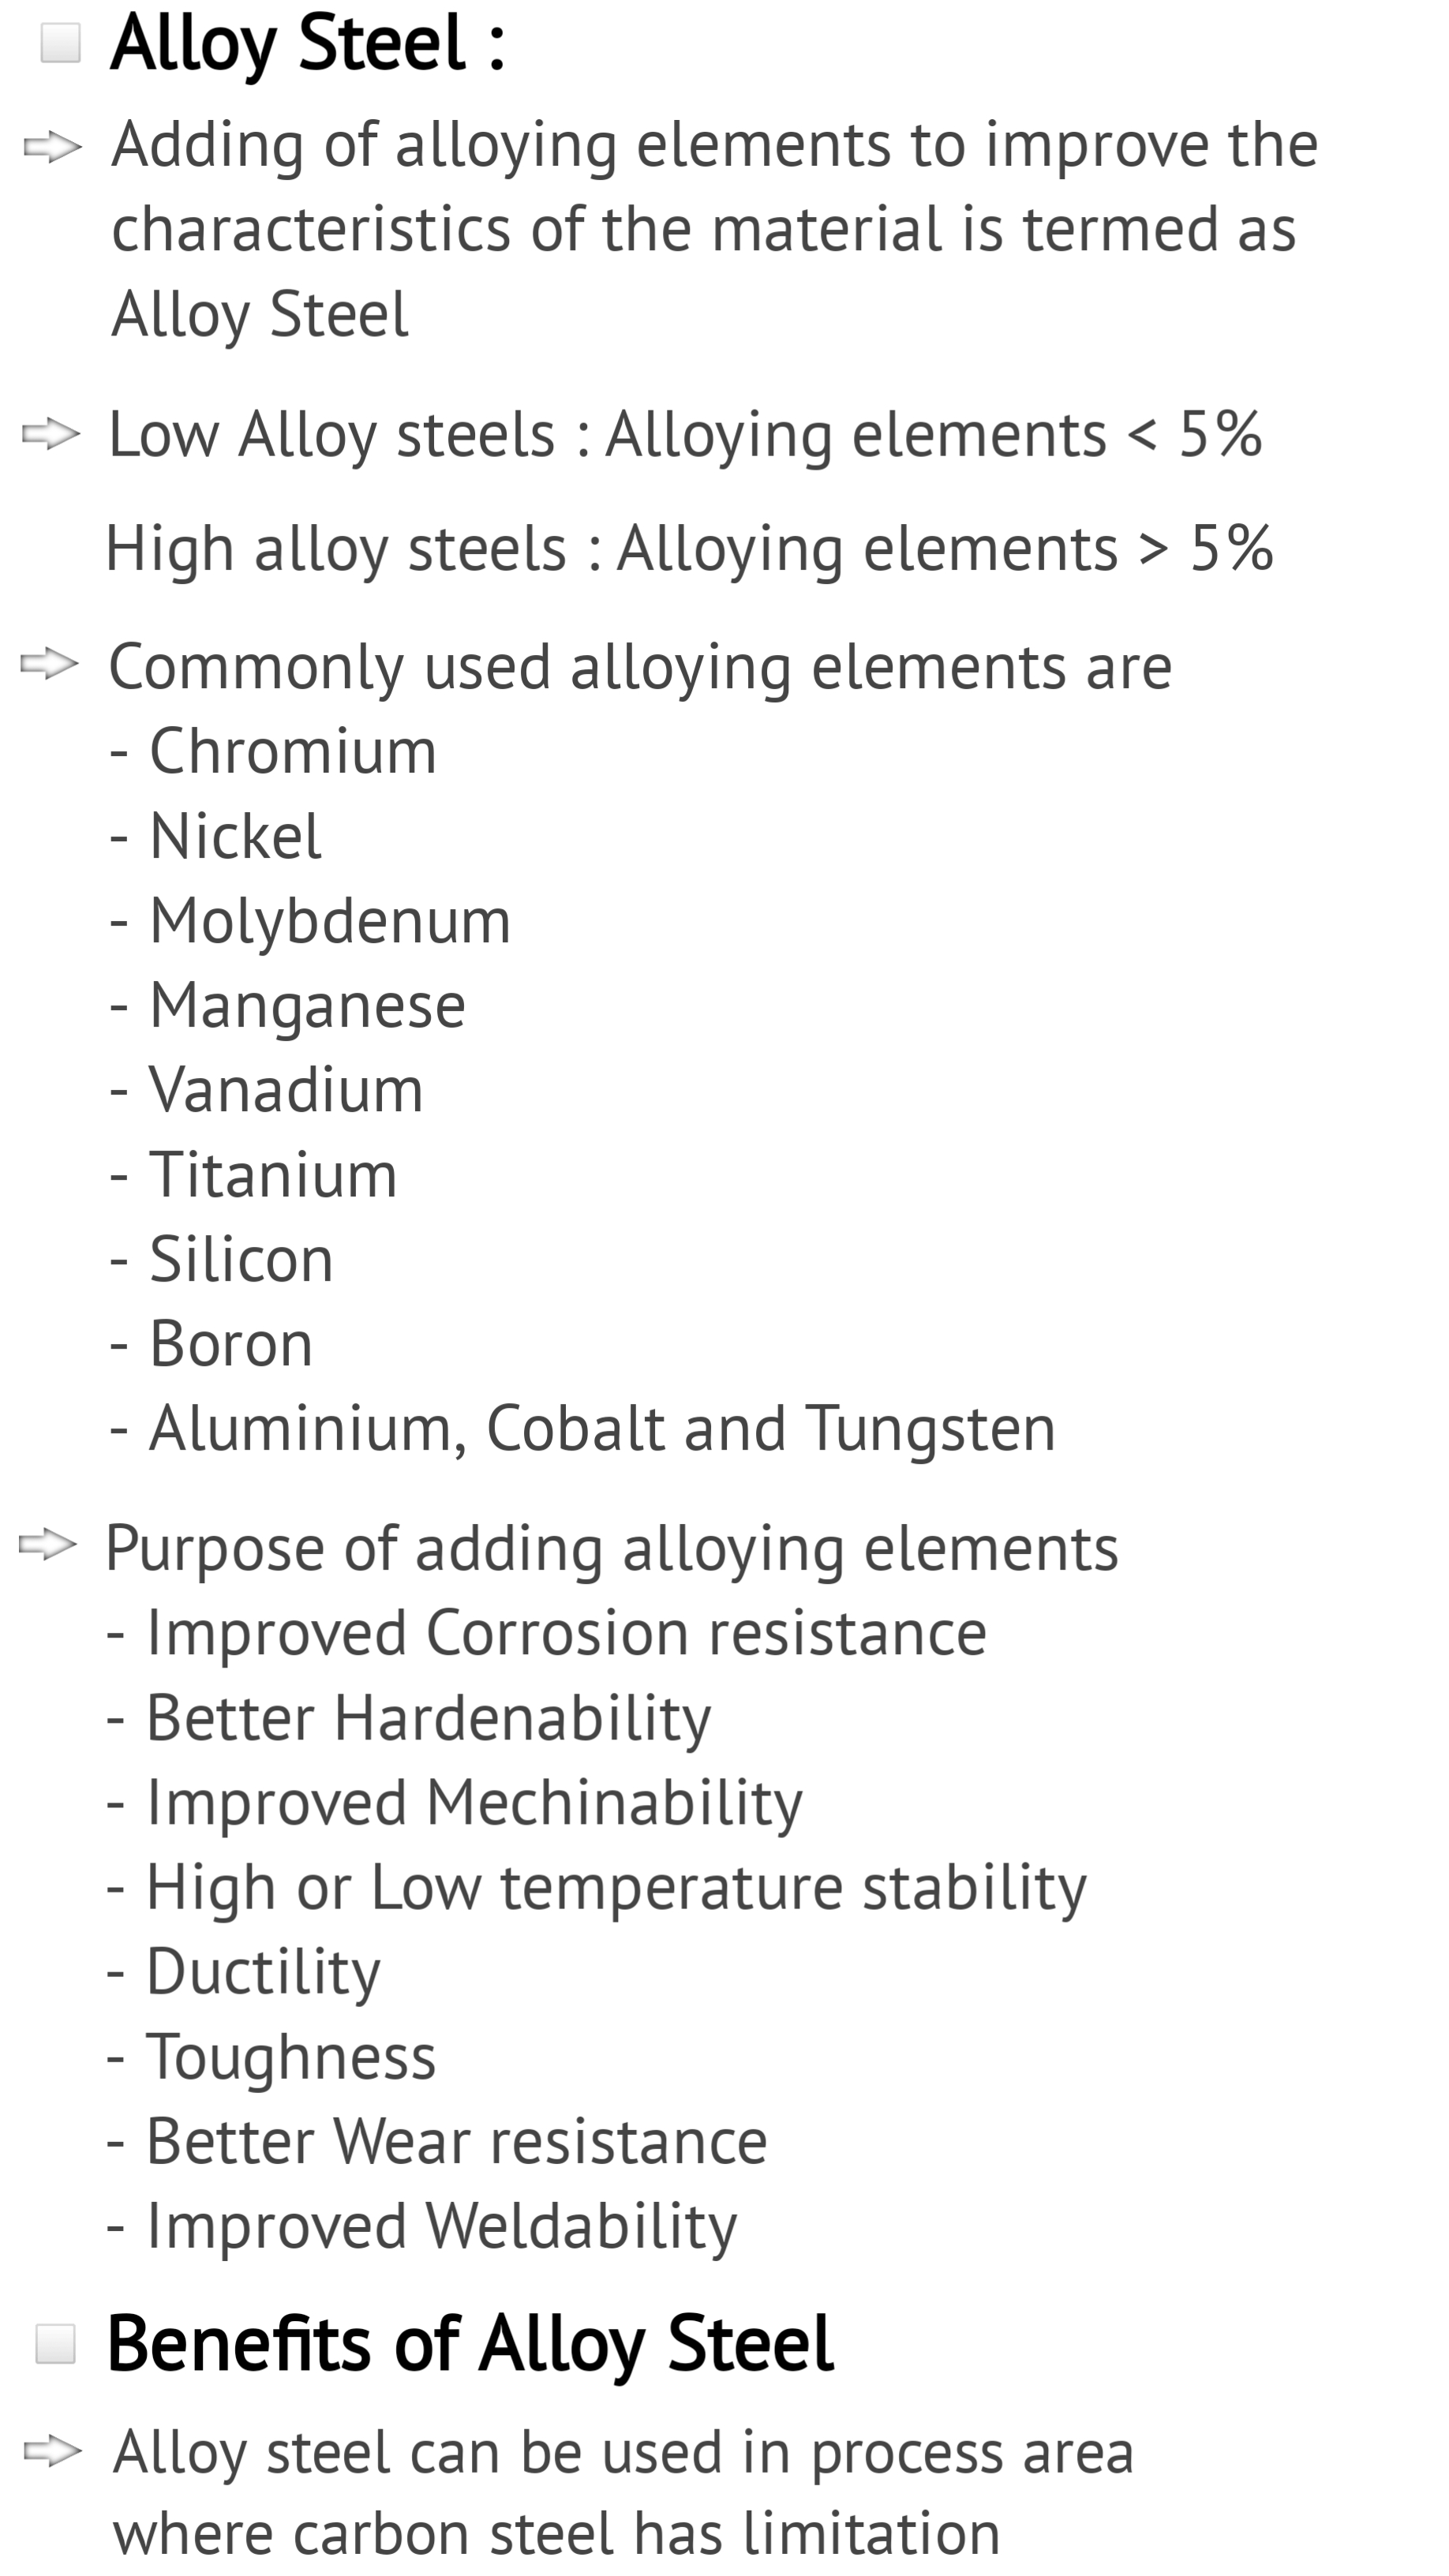 Alloy Steel :
Adding of alloying elements to improve the
characteristics of the material is termed as
Alloy Steel
Low Alloy steels : Alloying elements < 5%
High alloy steels : Alloying elements > 5%
Commonly used alloying elements are
- Chromium
- Nickel
- Molybdenum
- Manganese
- Vanadium
- Titanium
- Silicon
- Boron
- Aluminium, Cobalt and Tungsten
Purpose of adding alloying elements
- Improved Corrosion resistance
- Better Hardenability
- Improved Mechinability
- High or Low temperature stability
- Ductility
- Toughness
- Better Wear resistance
- Improved Weldability
Benefits of Alloy Steel
Alloy steel can be used in process area
where carbon steel has limitation